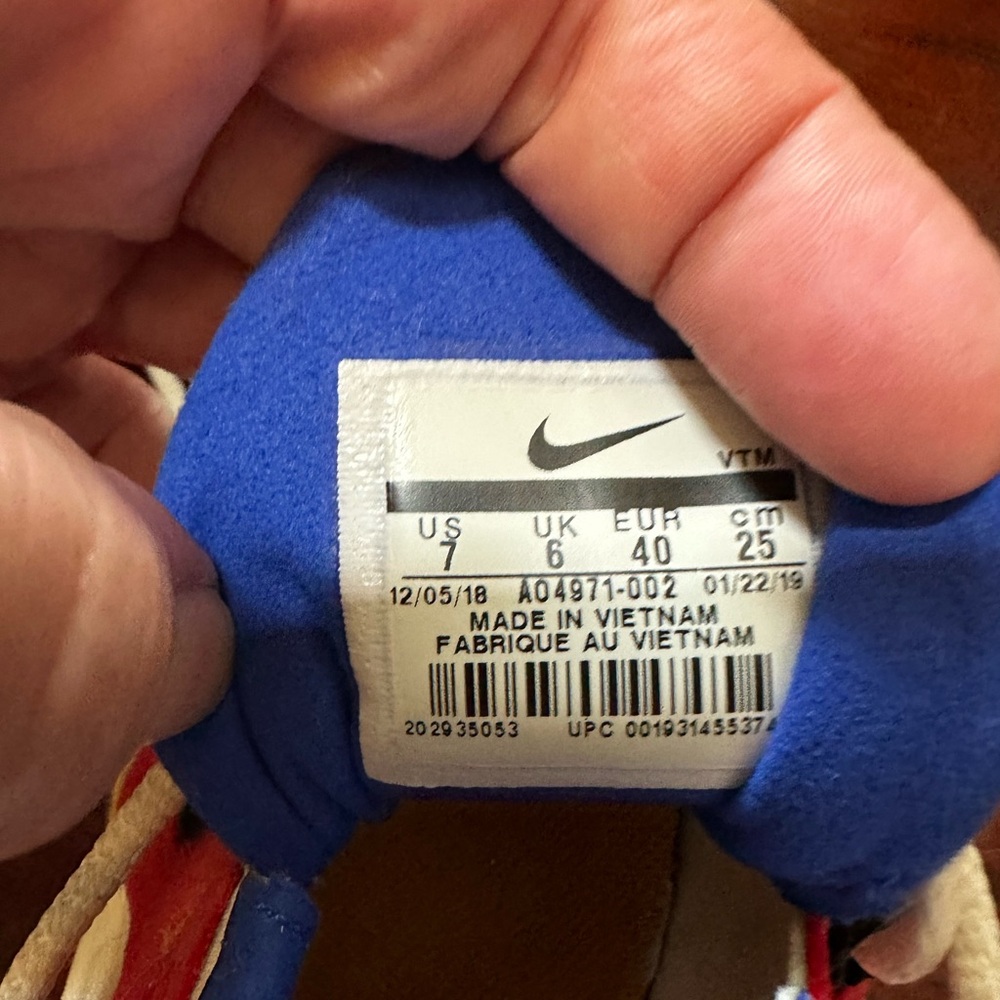 VTM
US UK EUR cm
7 6 40 25
12/05/18 AO4971-002 01/22/19
MADE IN VIETNAM
FABRIQUE AU VIETNAM
202935053 UPC 001931455374